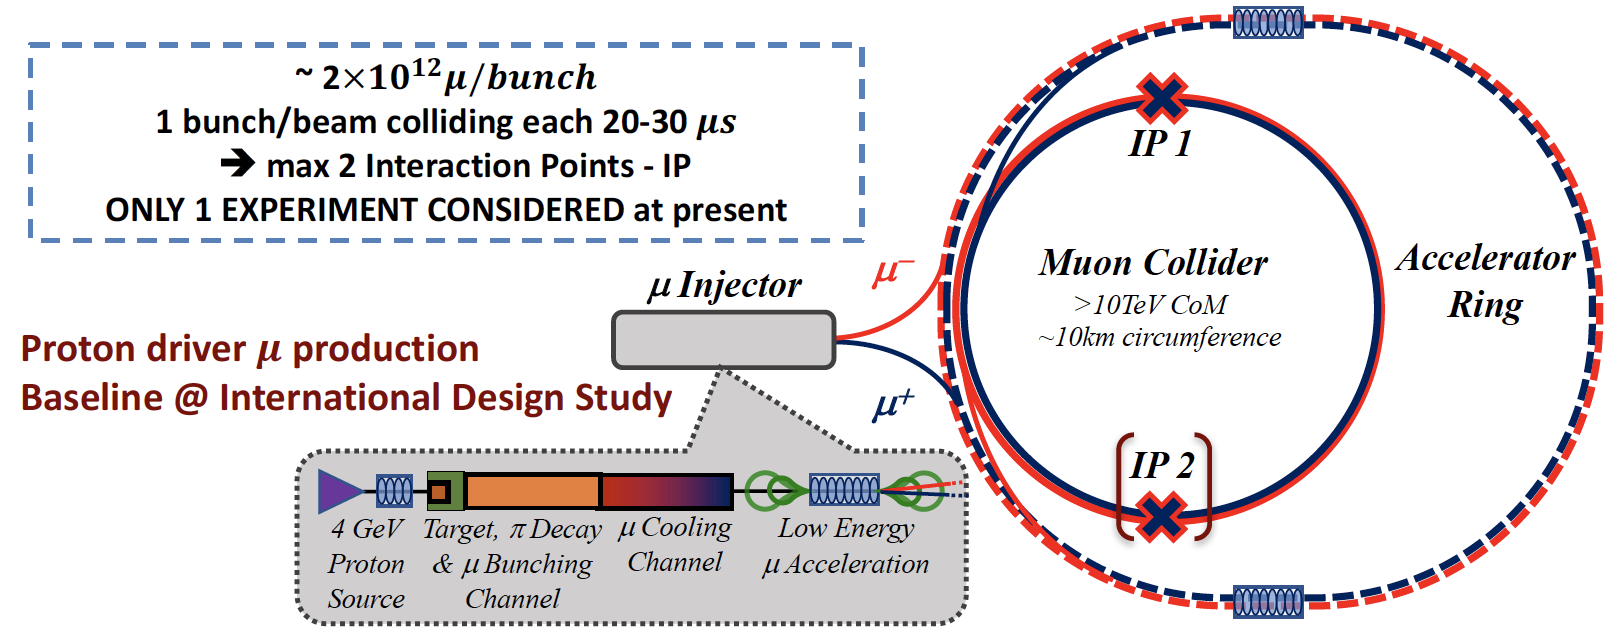 ~ 2×10¹²μ/bunch
1 bunch/beam colliding each 20-30 μs
➔ max 2 Interaction Points - IP
ONLY 1 EXPERIMENT CONSIDERED at present
Proton driver μ production
Baseline @ International Design Study
μ Injector
μ⁻
μ⁺
4 GeV
Proton
Source
Target, π Decay
& μ Bunching
Channel
μ Cooling
Channel
Low Energy
μ Acceleration
IP 1
Muon Collider
>10TeV CoM
~10km circumference
IP 2
Accelerator
Ring